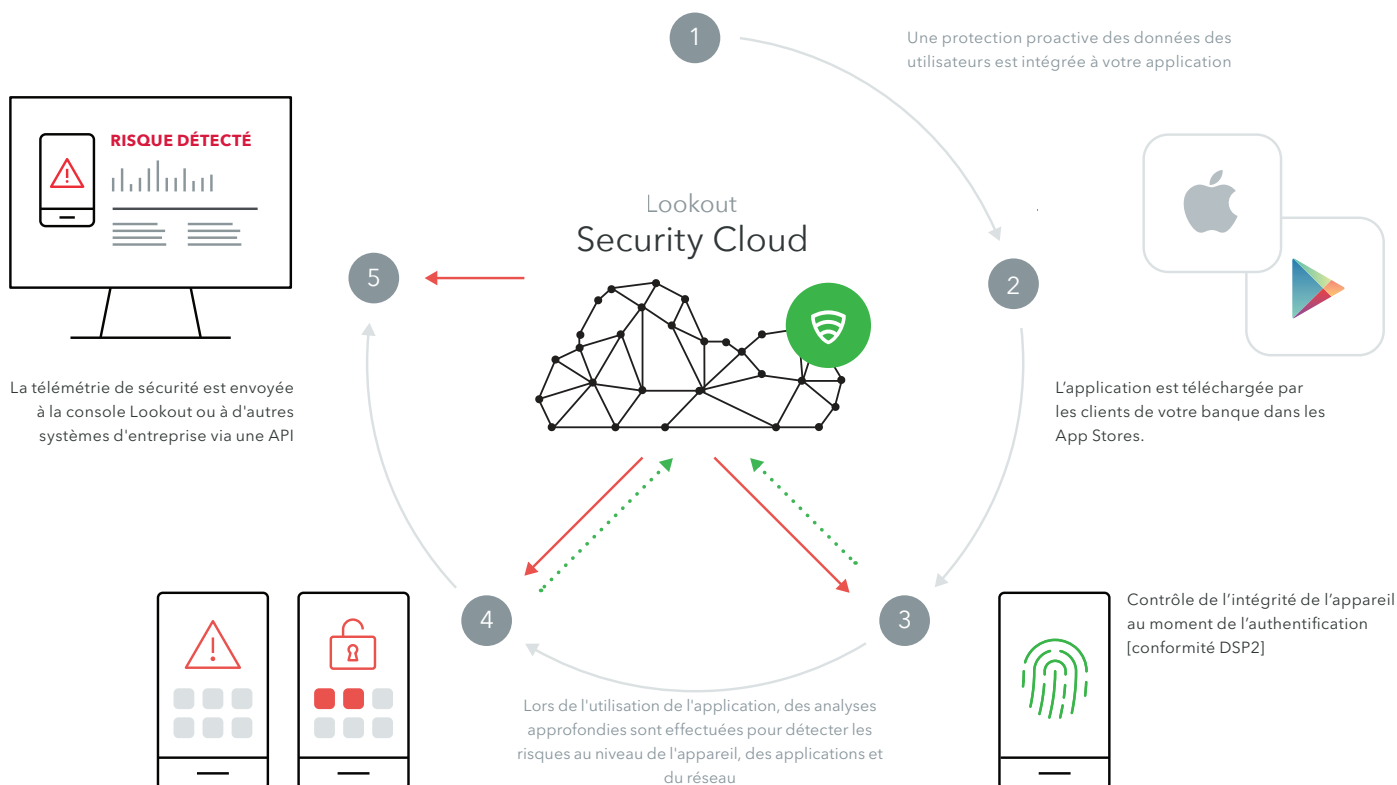 1
Une protection proactive des données des
utilisateurs est intégrée à votre application
RISQUE DÉTECTÉ
Lookout
Security Cloud
5
2
La télémétrie de sécurité est envoyée
à la console Lookout ou à d'autres
systèmes d'entreprise via une API
L’application est téléchargée par
les clients de votre banque dans les
App Stores.
4
3
Contrôle de l’intégrité de l’appareil
au moment de l’authentification
[conformité DSP2]
Lors de l'utilisation de l'application, des analyses
approfondies sont effectuées pour détecter les
risques au niveau de l'appareil, des applications et
du réseau